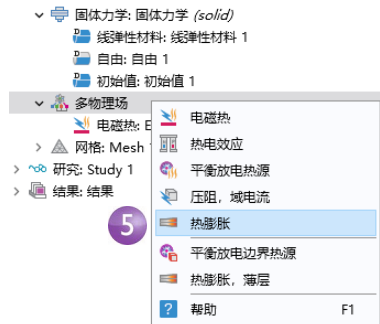 固体力学: 固体力学 (solid)
线弹性材料: 线弹性材料 1
自由: 自由 1
初始值: 初始值 1
多物理场
电磁热: E
网格: Mesh
研究: Study 1
结果: 结果
电磁热
热电效应
平衡放电热源
压阻，域电流
5
热膨胀
平衡放电边界热源
热膨胀，薄层
帮助 F1